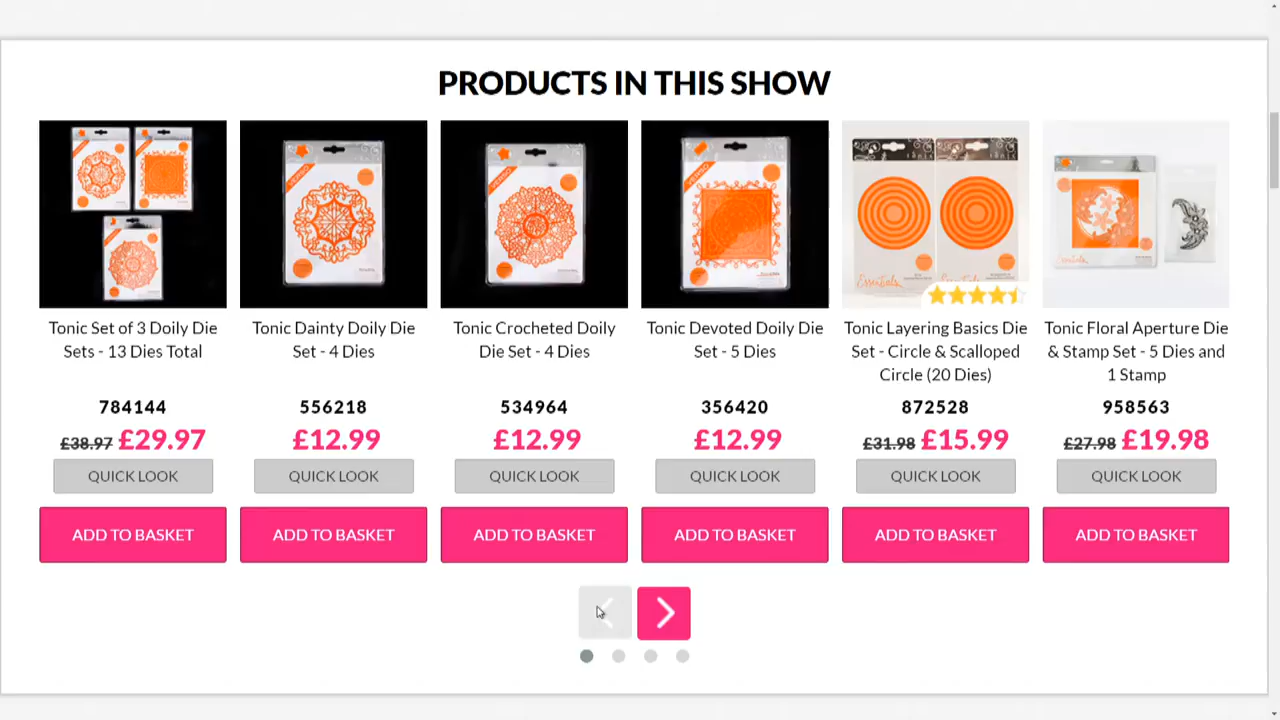 PRODUCTS IN THIS SHOW
Essentials
Essentials
Essentials
Tonic Set of 3 Doily Die
Sets - 13 Dies Total
784144
£38.97 £29.97
QUICK LOOK
ADD TO BASKET
Tonic Dainty Doily Die
Set - 4 Dies
556218
£12.99
QUICK LOOK
ADD TO BASKET
Tonic Crocheted Doily
Die Set - 4 Dies
534964
£12.99
QUICK LOOK
ADD TO BASKET
Tonic Devoted Doily Die
Set - 5 Dies
356420
£12.99
QUICK LOOK
ADD TO BASKET
Tonic Layering Basics Die
Set - Circle & Scalloped
Circle (20 Dies)
872528
£31.98 £15.99
QUICK LOOK
ADD TO BASKET
Tonic Floral Aperture Die
& Stamp Set - 5 Dies and
1 Stamp
958563
£27.98 £19.98
QUICK LOOK
ADD TO BASKET